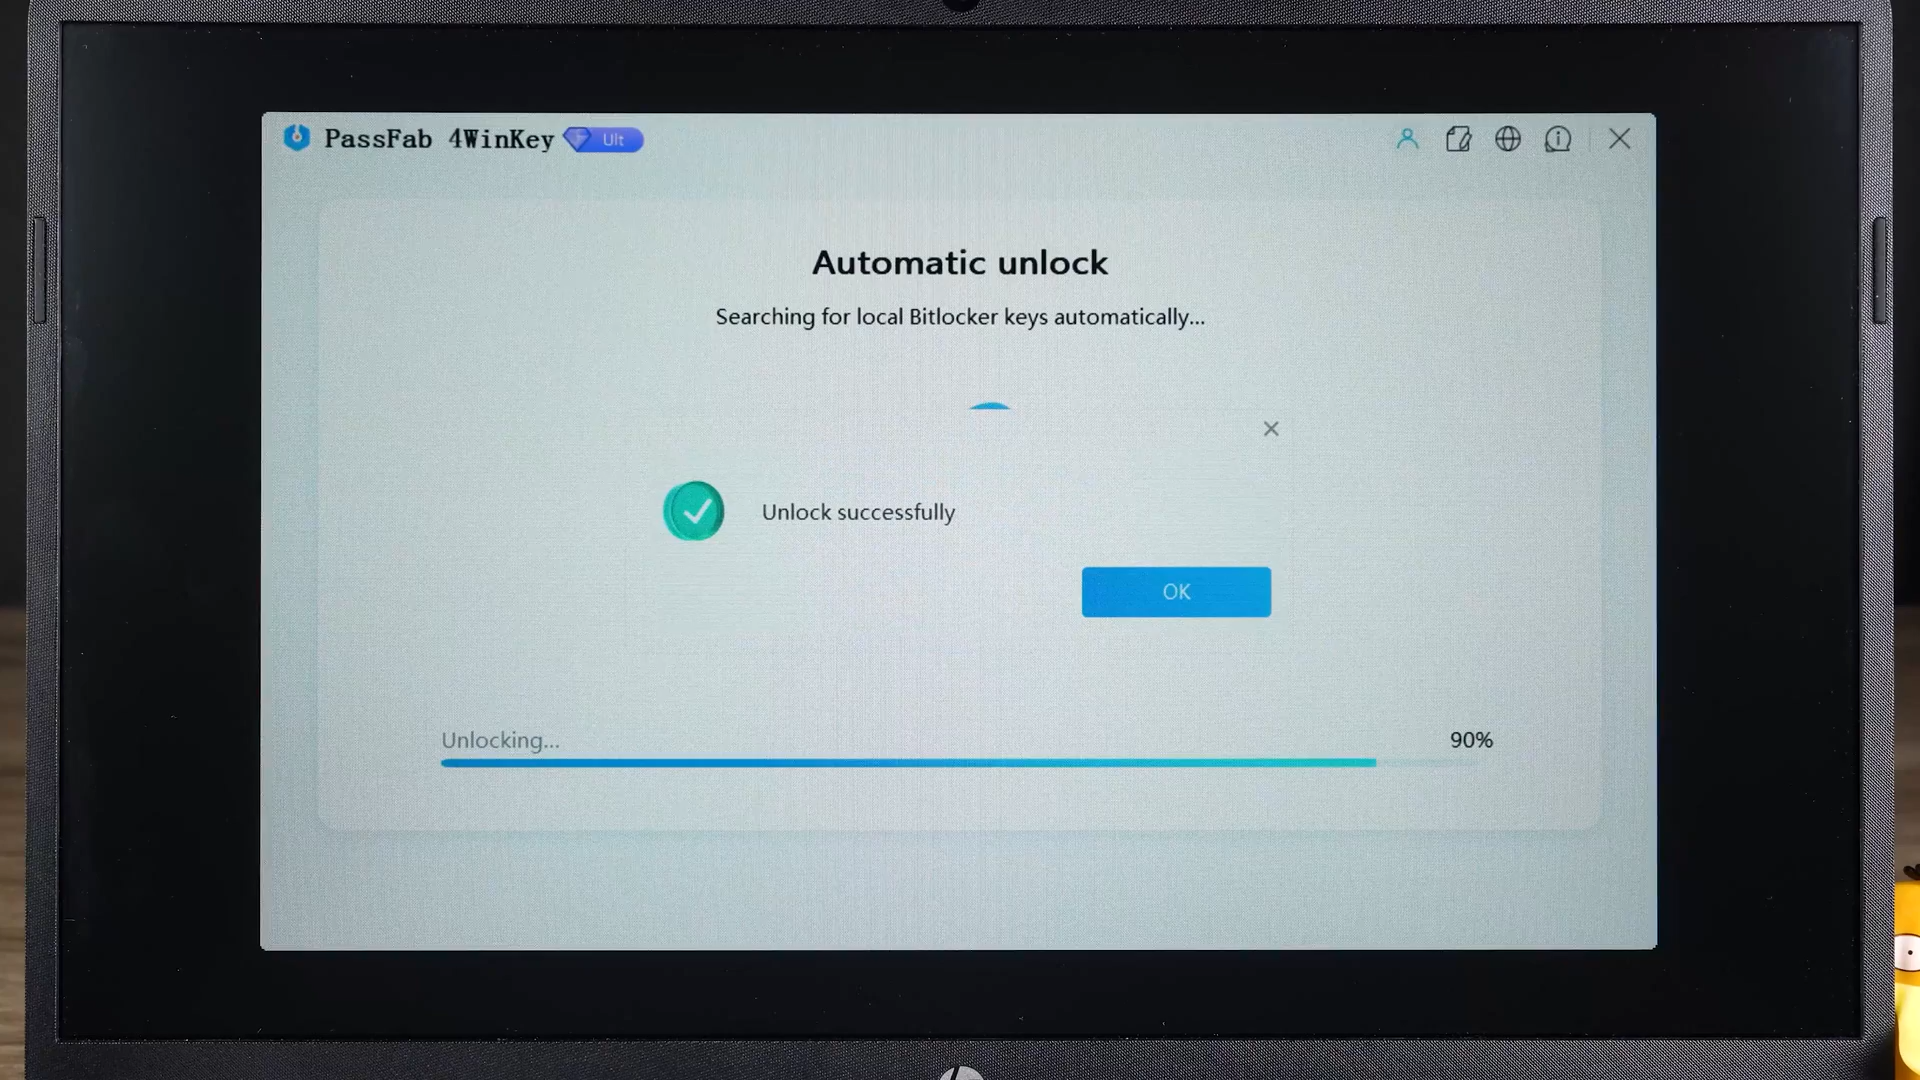 PassFab 4WinKey Ult
Automatic unlock
Searching for local Bitlocker keys automatically...
Unlock successfully
OK
Unlocking... 90%